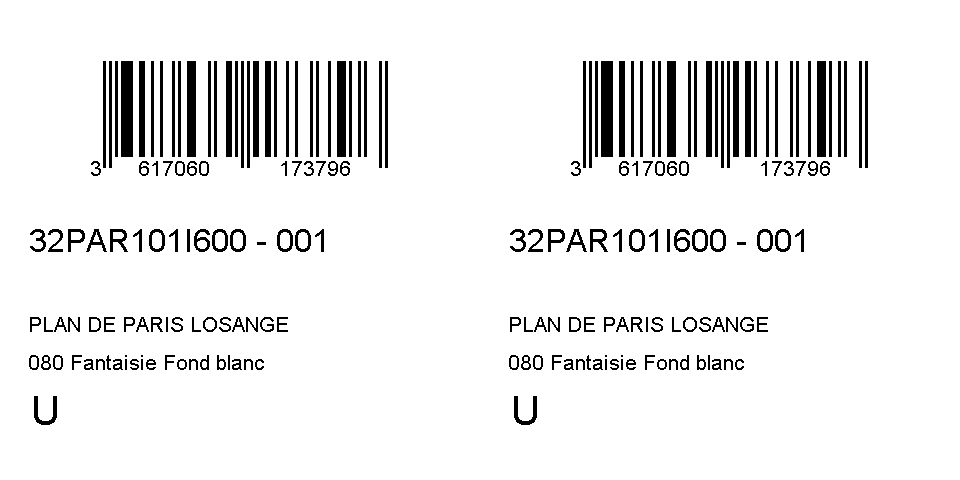 3 617060 173796
32PAR101I600 - 001
PLAN DE PARIS LOSANGE
080 Fantaisie Fond blanc
U
3 617060 173796
32PAR101I600 - 001
PLAN DE PARIS LOSANGE
080 Fantaisie Fond blanc
U